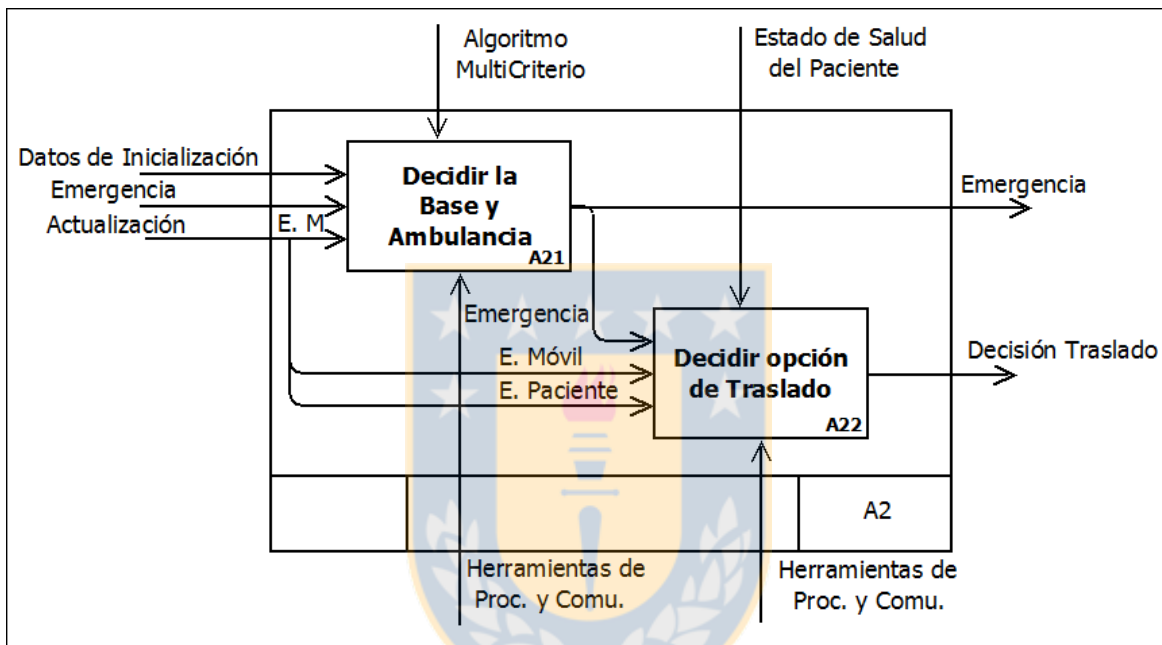 Algoritmo
MultiCriterio
Estado de Salud
del Paciente
Datos de Inicialización
Emergencia
Actualización
E. M
Decidir la
Base y
Ambulancia
A21
Emergencia
Emergencia
E. Móvil
E. Paciente
Decidir opción
de Traslado
A22
Decisión Traslado
A2
Herramientas de
Proc. y Comu.
Herramientas de
Proc. y Comu.